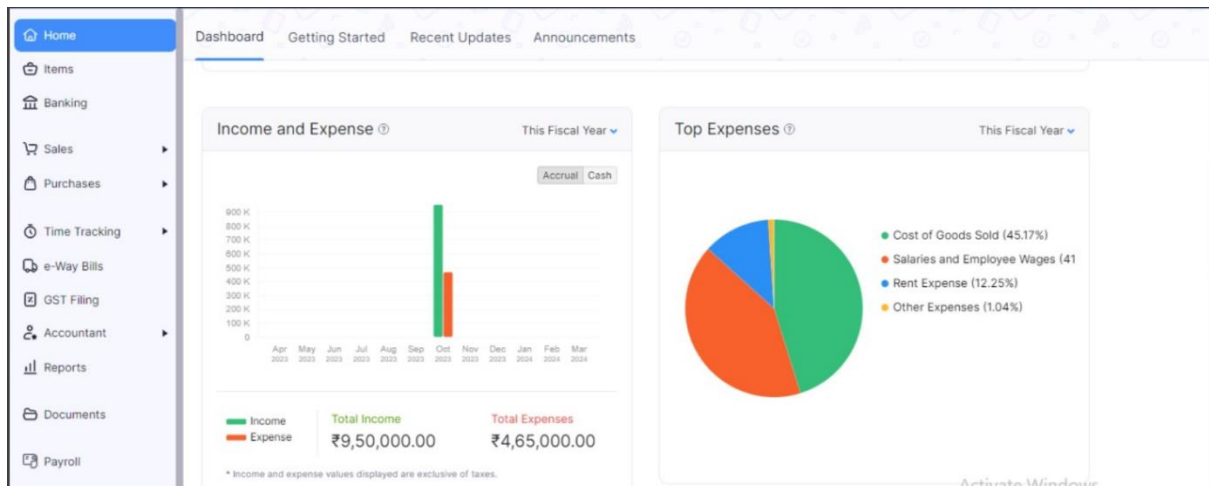 Home
Items
Banking
Sales
Purchases
Time Tracking
e-Way Bills
GST Filing
Accountant
Reports
Documents
Payroll
Dashboard Getting Started Recent Updates Announcements
Income and Expense This Fiscal Year
Accrual Cash
900 K
800 K
700 K
600 K
500 K
400 K
300 K
200 K
100 K
0
Apr May Jun Jul Aug Sep Oct Nov Dec Jan Feb Mar
2023 2023 2023 2023 2023 2023 2023 2023 2023 2024 2024 2024
Income
Expense
Total Income
₹9,50,000.00
Total Expenses
₹4,65,000.00
* Income and expense values displayed are exclusive of taxes.
Top Expenses This Fiscal Year
Cost of Goods Sold (45.17%)
Salaries and Employee Wages (41
Rent Expense (12.25%)
Other Expenses (1.04%)
Activate Windows